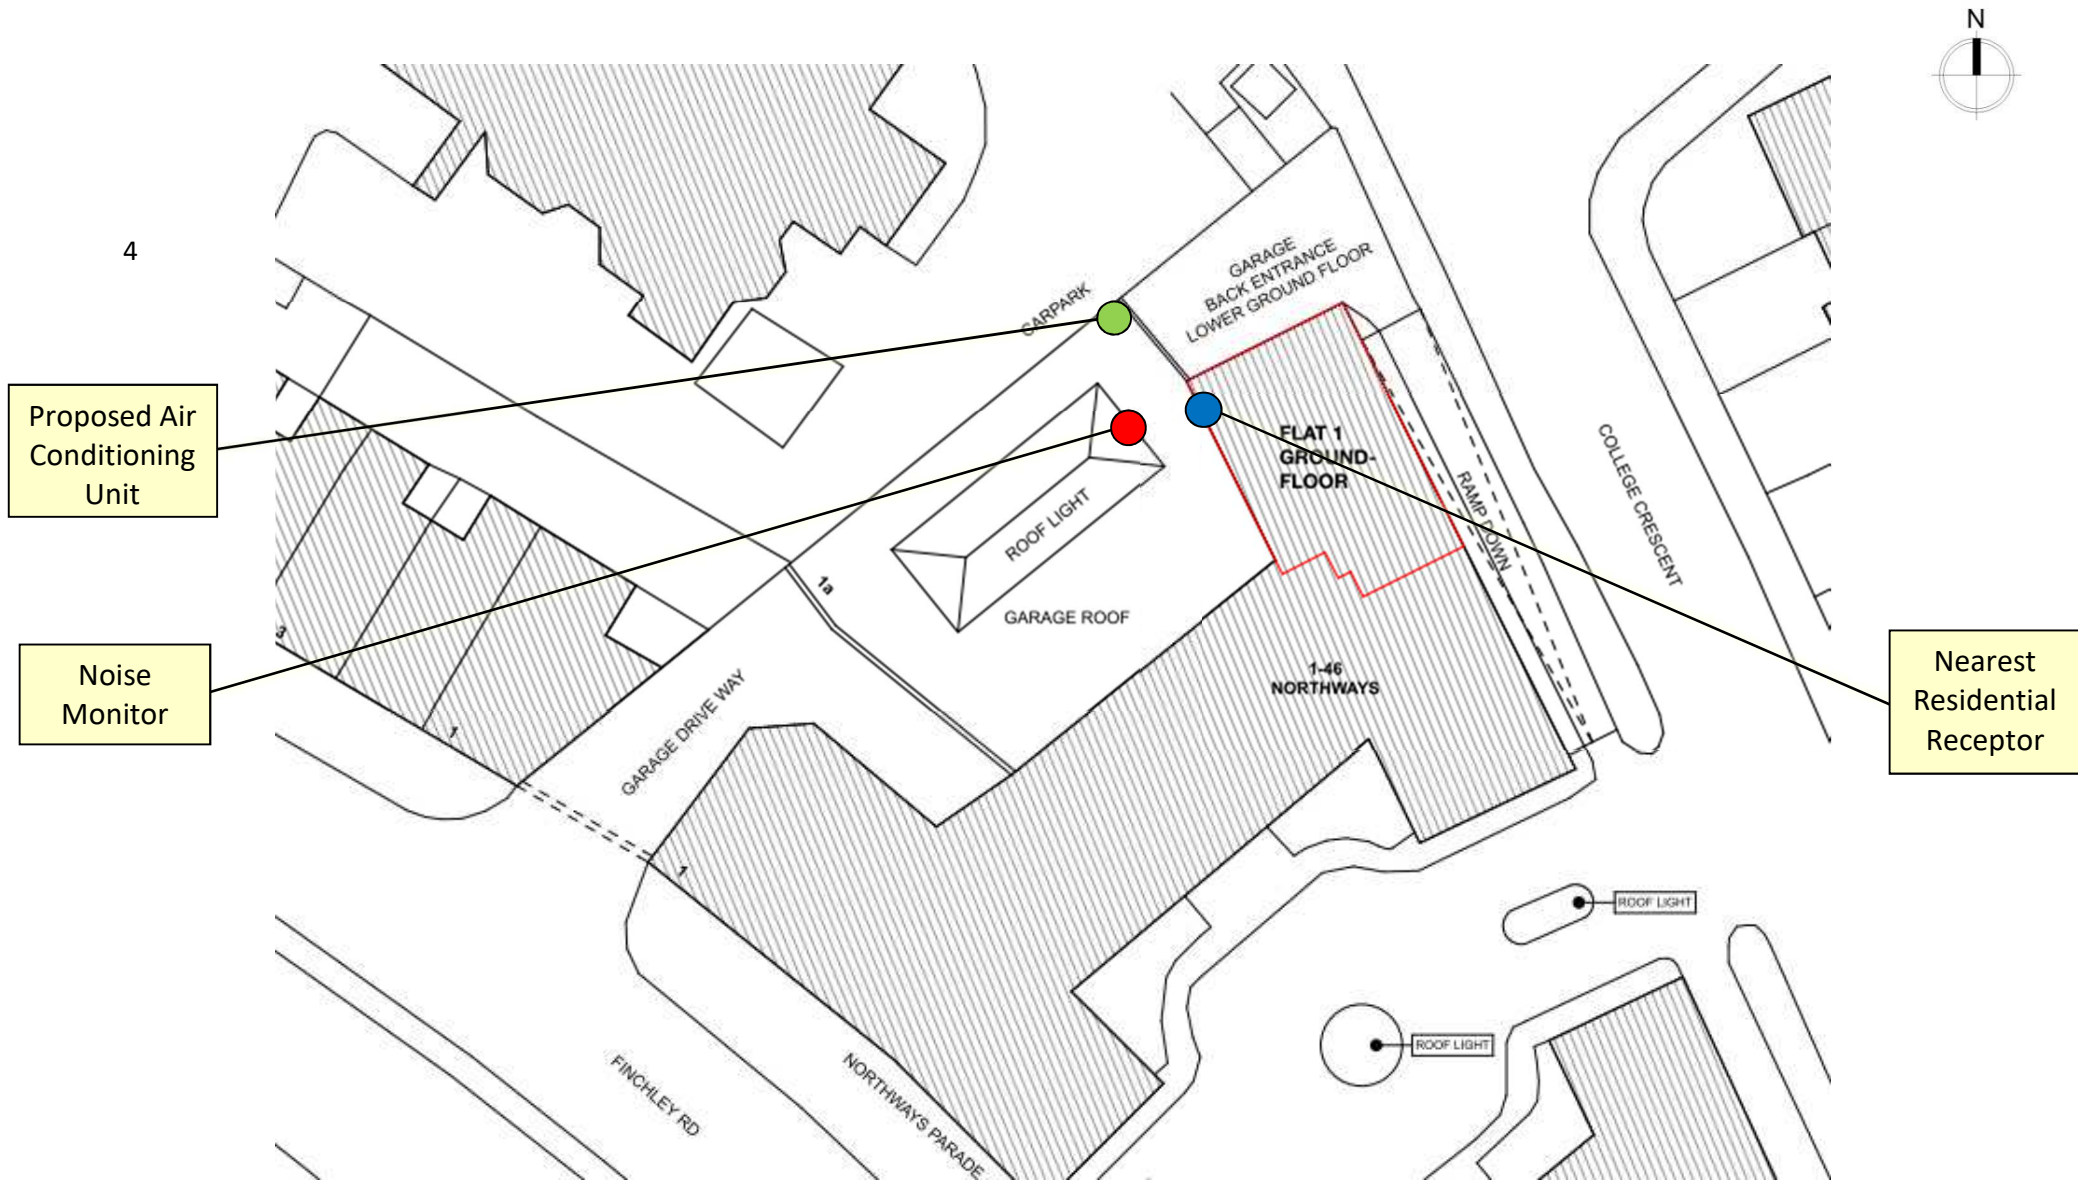 N
4
CARPARK
GARAGE
BACK ENTRANCE
LOWER GROUND FLOOR
Proposed Air
Conditioning
Unit
FLAT 1
GROUND-
FLOOR
RAMP DOWN
COLLEGE CRESCENT
ROOF LIGHT
1a
GARAGE ROOF
3
1
Noise
Monitor
GARAGE DRIVE WAY
1-46
NORTHWAYS
Nearest
Residential
Receptor
1
ROOF LIGHT
ROOF LIGHT
FINCHLEY RD
NORTHWAYS PARADE